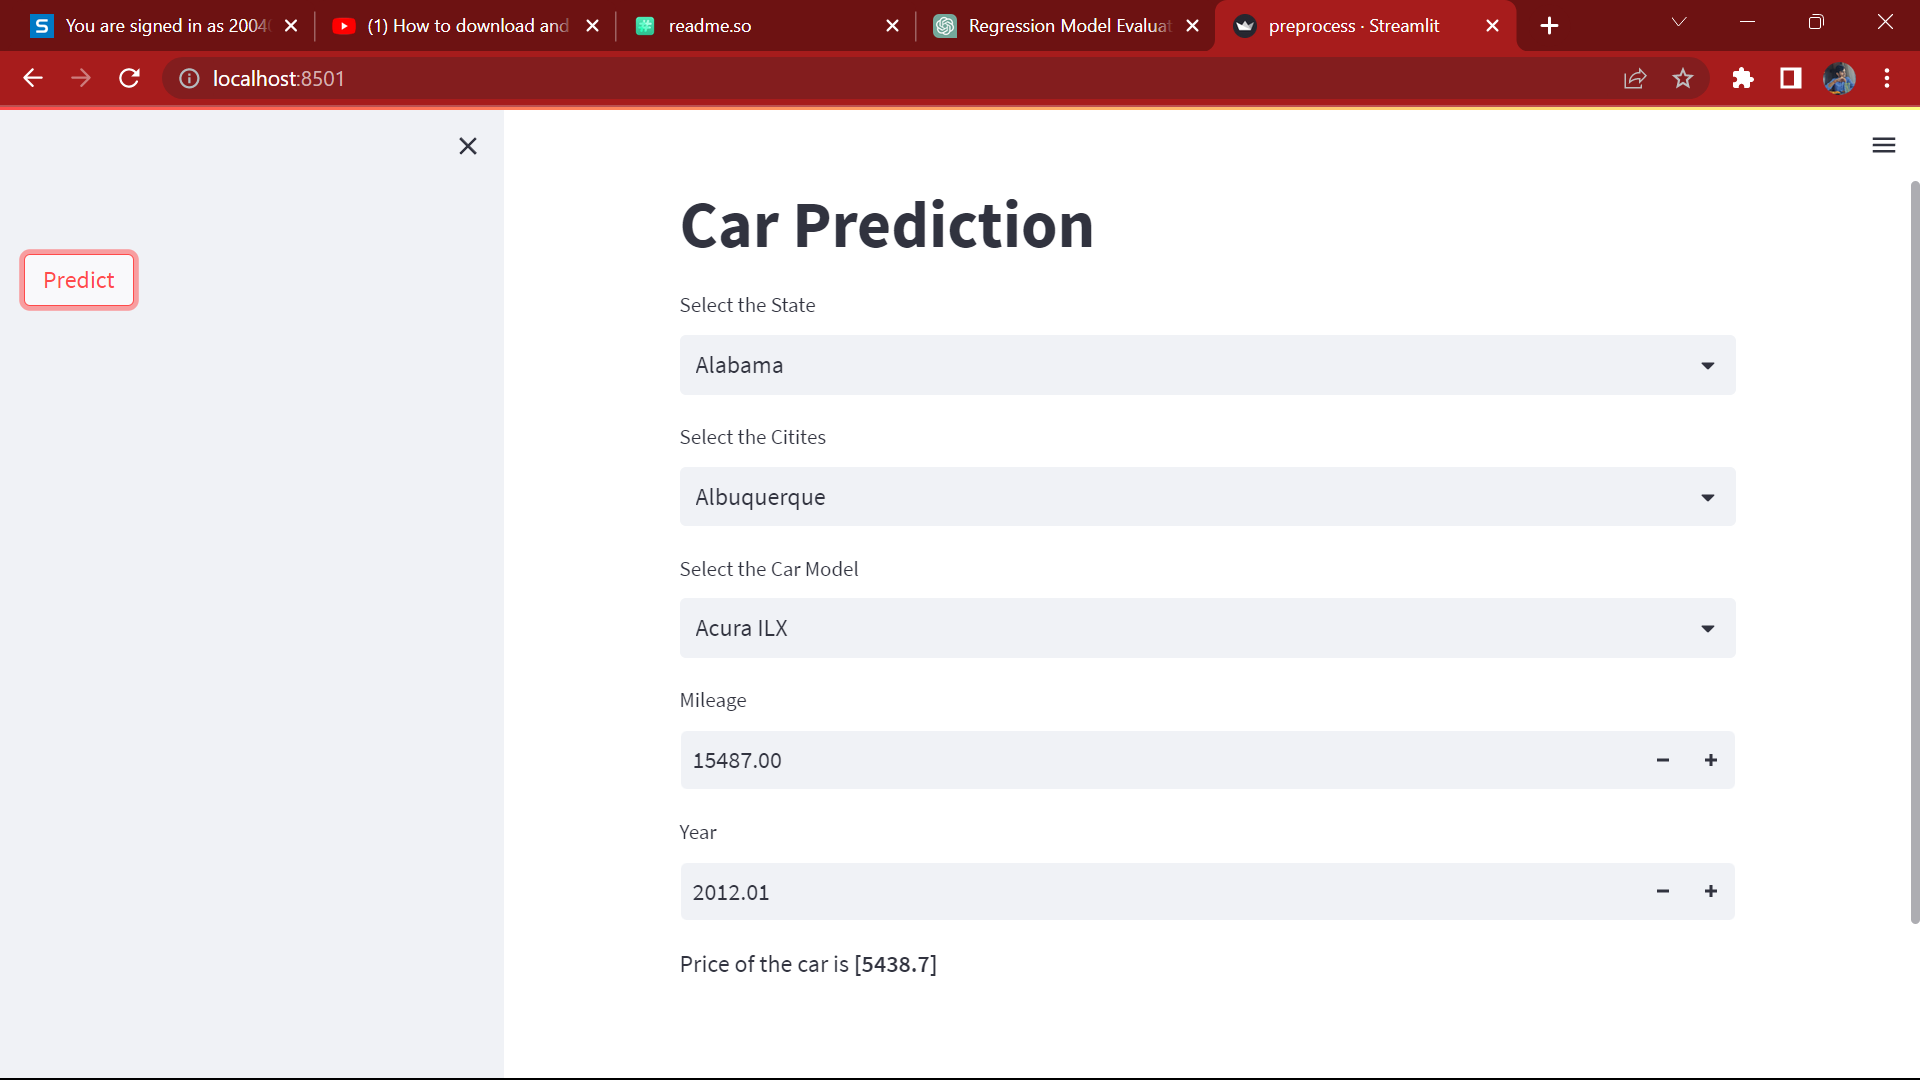 You are signed in as 2004
(1) How to download and
readme.so
Regression Model Evaluat
preprocess · Streamlit
localhost:8501
Car Prediction
Predict
Select the State
Alabama
Select the Citites
Albuquerque
Select the Car Model
Acura ILX
Mileage
15487.00
Year
2012.01
Price of the car is [5438.7]